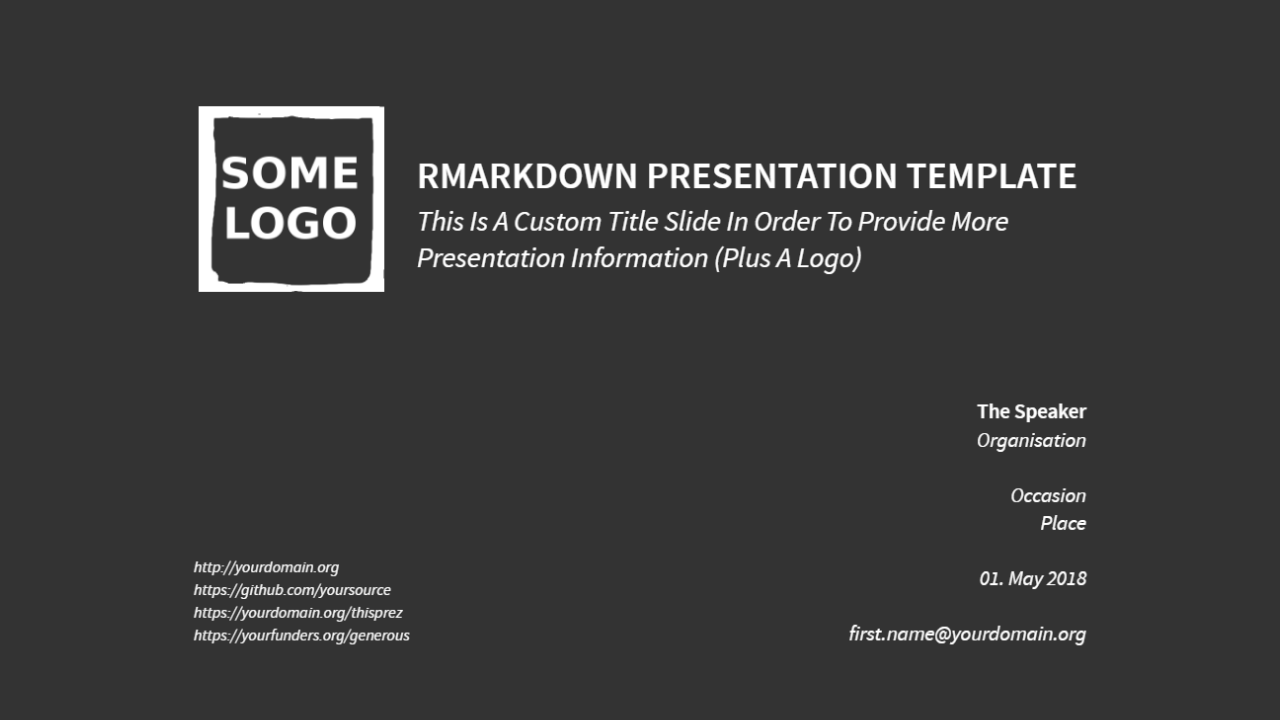 SOME
LOGO
RMARKDOWN PRESENTATION TEMPLATE
This Is A Custom Title Slide In Order To Provide More
Presentation Information (Plus A Logo)
The Speaker
Organisation
Occasion
Place
01. May 2018
first.name@yourdomain.org
http://yourdomain.org
https://github.com/yoursource
https://yourdomain.org/thisprez
https://yourfunders.org/generous